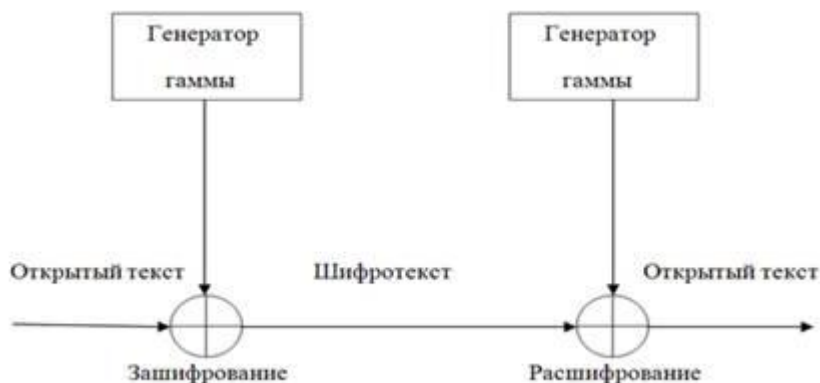 Генератор
гаммы
Генератор
гаммы
Открытый текст
Шифротекст
Открытый текст
Зашифрование
Расшифрование